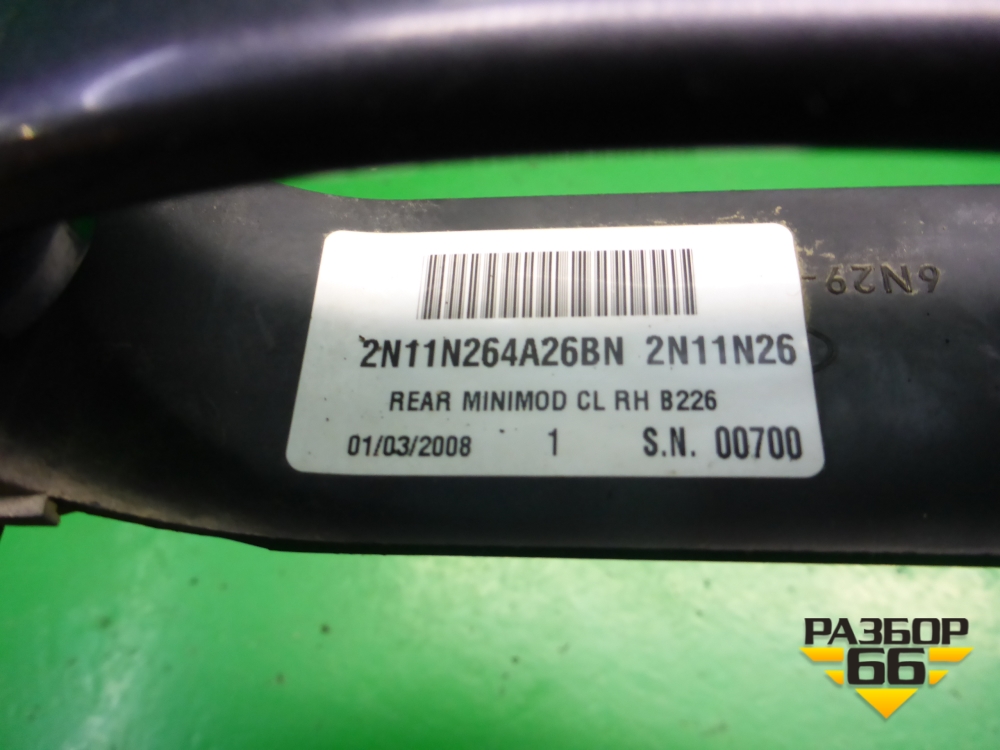 6N29-
2N11N264A26BN 2N11N26
REAR MINIMOD CL RH B226
01/03/2008 1 S.N. 00700
РАЗБОР
66